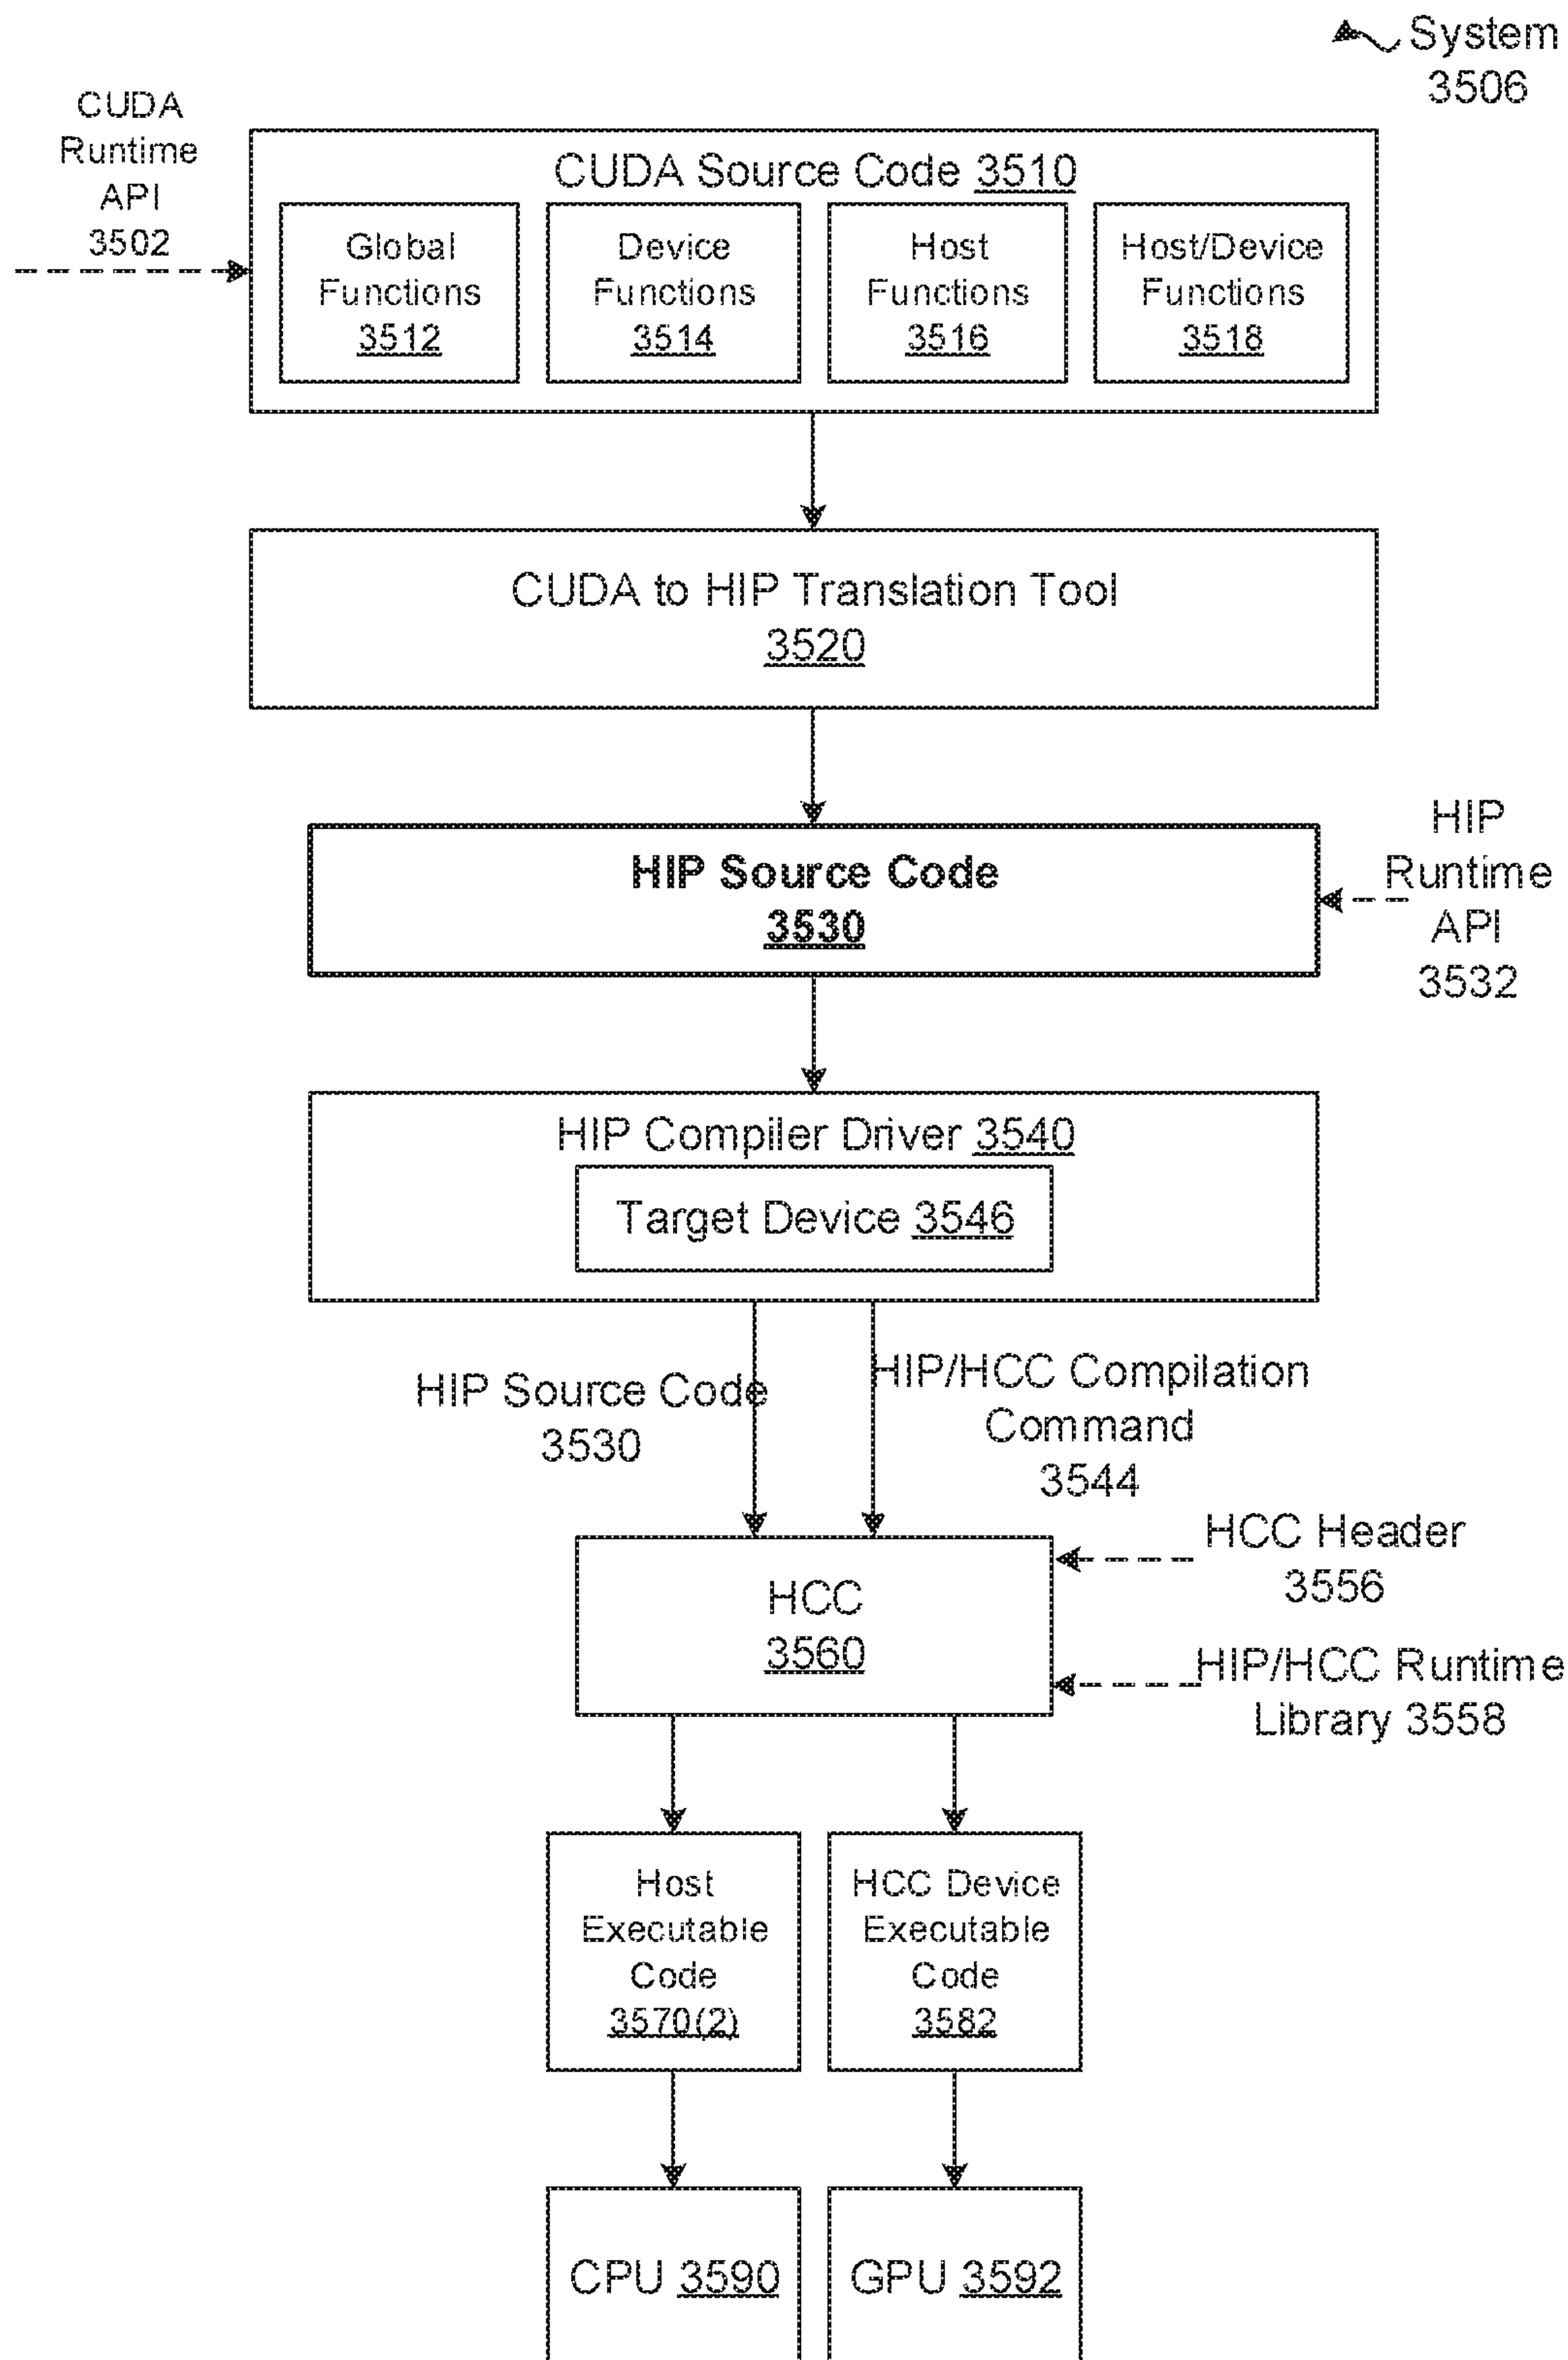 System
3506
CUDA
Runtime
API
3502
CUDA Source Code 3510
Global
Functions
3512
Device
Functions
3514
Host
Functions
3516
Host/Device
Functions
3518
CUDA to HIP Translation Tool
3520
HIP Source Code
3530
HIP
Runtime
API
3532
HIP Compiler Driver 3540
Target Device 3546
HIP Source Code
3530
HIP/HCC Compilation
Command
3544
HCC
3560
HCC Header
3556
HIP/HCC Runtime
Library 3558
Host
Executable
Code
3570(2)
HCC Device
Executable
Code
3582
CPU 3590
GPU 3592